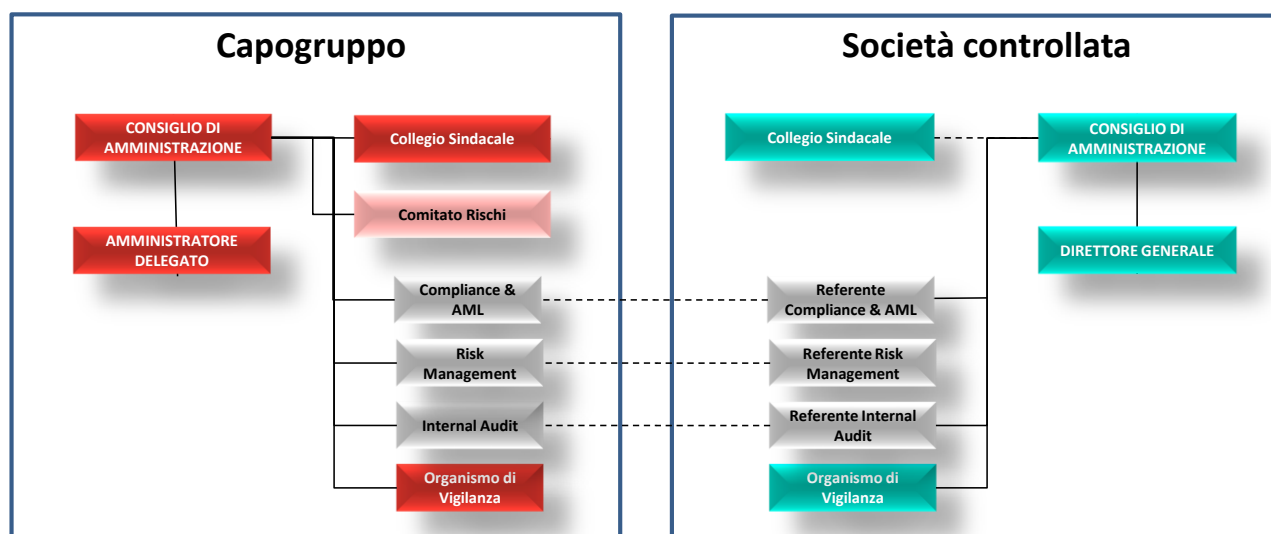 Capogruppo
CONSIGLIO DI
AMMINISTRAZIONE
Collegio Sindacale
Comitato Rischi
AMMINISTRATORE
DELEGATO
Compliance &
AML
Risk
Management
Internal Audit
Organismo di
Vigilanza
Società controllata
Collegio Sindacale
CONSIGLIO DI
AMMINISTRAZIONE
DIRETTORE GENERALE
Referente
Compliance & AML
Referente Risk
Management
Referente Internal
Audit
Organismo di
Vigilanza